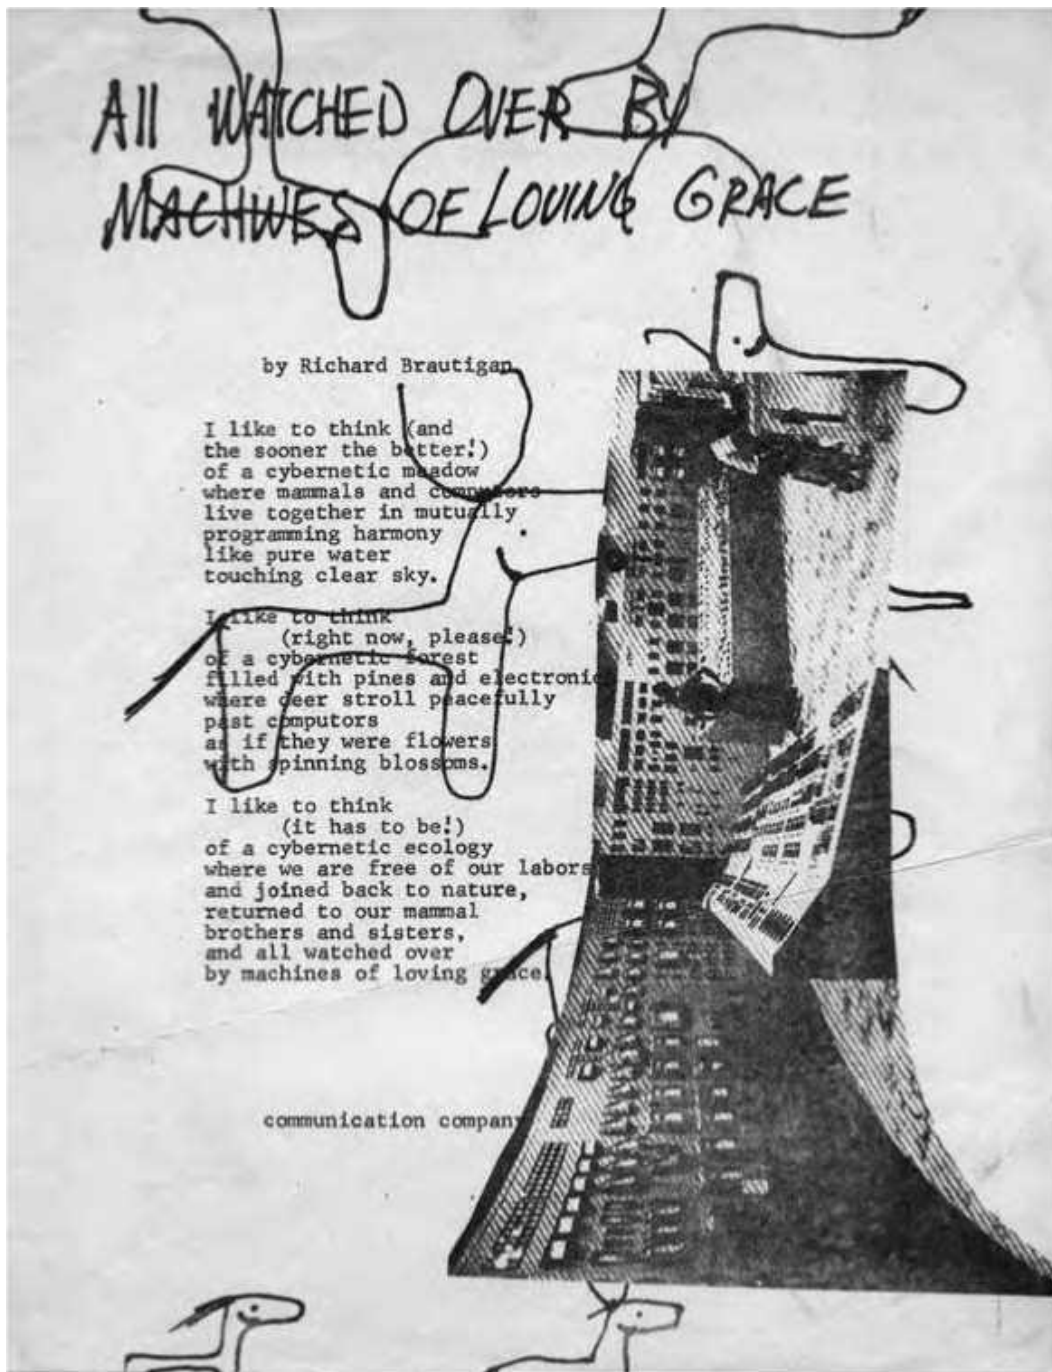 All WATCHED OVER BY
MACHINES OF LOVING GRACE
by Richard Brautigan
I like to think (and
the sooner the better!)
of a cybernetic meadow
where mammals and computors
live together in mutually
programming harmony
like pure water
touching clear sky.
I like to think
(right now, please!)
of a cybernetic forest
filled with pines and electronics
where deer stroll peacefully
past computors
as if they were flowers
with spinning blossoms.
I like to think
(it has to be!)
of a cybernetic ecology
where we are free of our labors
and joined back to nature,
returned to our mammal
brothers and sisters,
and all watched over
by machines of loving grace.
communication company